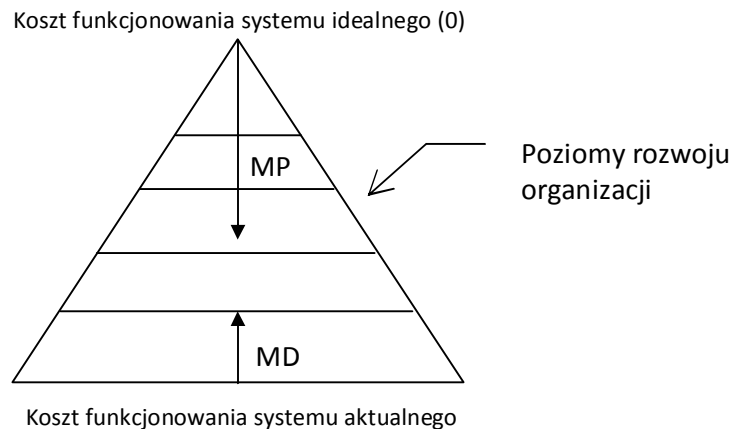 Koszt funkcjonowania systemu idealnego (0)
MP
Poziomy rozwoju
organizacji
MD
Koszt funkcjonowania systemu aktualnego